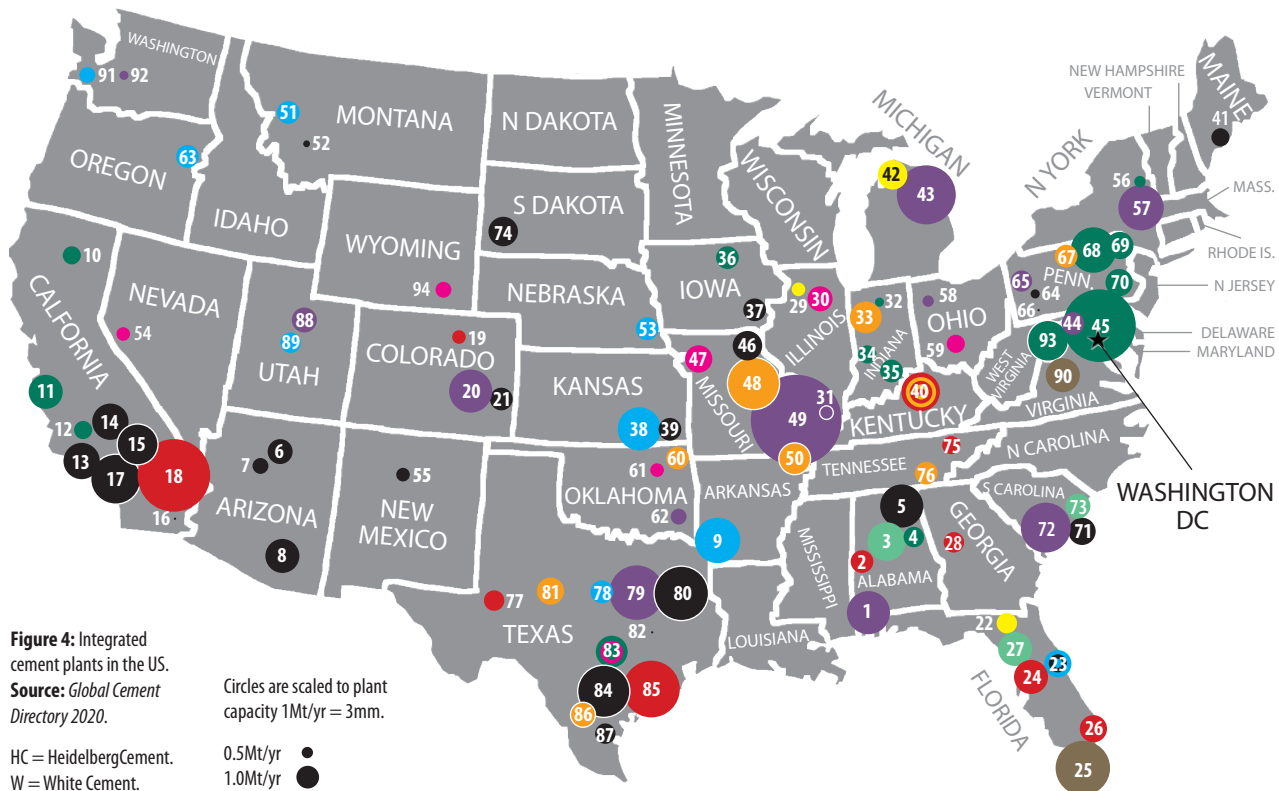 WASHINGTON
91
92
MONTANA
51
52
N DAKOTA
MINNESOTA
OREGON
63
IDAHO
WYOMING
94
S DAKOTA
74
WISCONSIN
MICHIGAN
42
43
NEW HAMPSHIRE
VERMONT
MAINE
41
N YORK
56
57
MASS.
RHODE IS.
N JERSEY
DELAWARE
MARYLAND
10
CALFORNIA
11
12
13
14
15
16
17
18
NEVADA
54
UTAH
88
89
COLORADO
19
20
21
NEBRASKA
53
IOWA
36
37
ILLINOIS
29
30
31
INDIANA
32
33
34
35
OHIO
58
59
PENN.
65
64
66
67
68
69
70
44
45
93
WEST
VIRGINIA
90
VIRGINIA
KANSAS
38
39
MISSOURI
46
47
48
49
50
KENTUCKY
40
ARIZONA
6
7
8
NEW
MEXICO
55
OKLAHOMA
60
61
62
ARKANSAS
9
TENNESSEE
75
76
N CAROLINA
S CAROLINA
71
72
73
WASHINGTON
DC
MISSISSIPPI
ALABAMA
1
2
3
4
5
GEORGIA
28
TEXAS
77
78
79
80
81
82
83
84
85
86
87
LOUISIANA
FLORIDA
22
23
24
25
26
27
Figure 4: Integrated
cement plants in the US.
Source: Global Cement
Directory 2020.
HC = HeidelbergCement.
W = White Cement.
Circles are scaled to plant
capacity 1Mt/yr = 3mm.
0.5Mt/yr
1.0Mt/yr